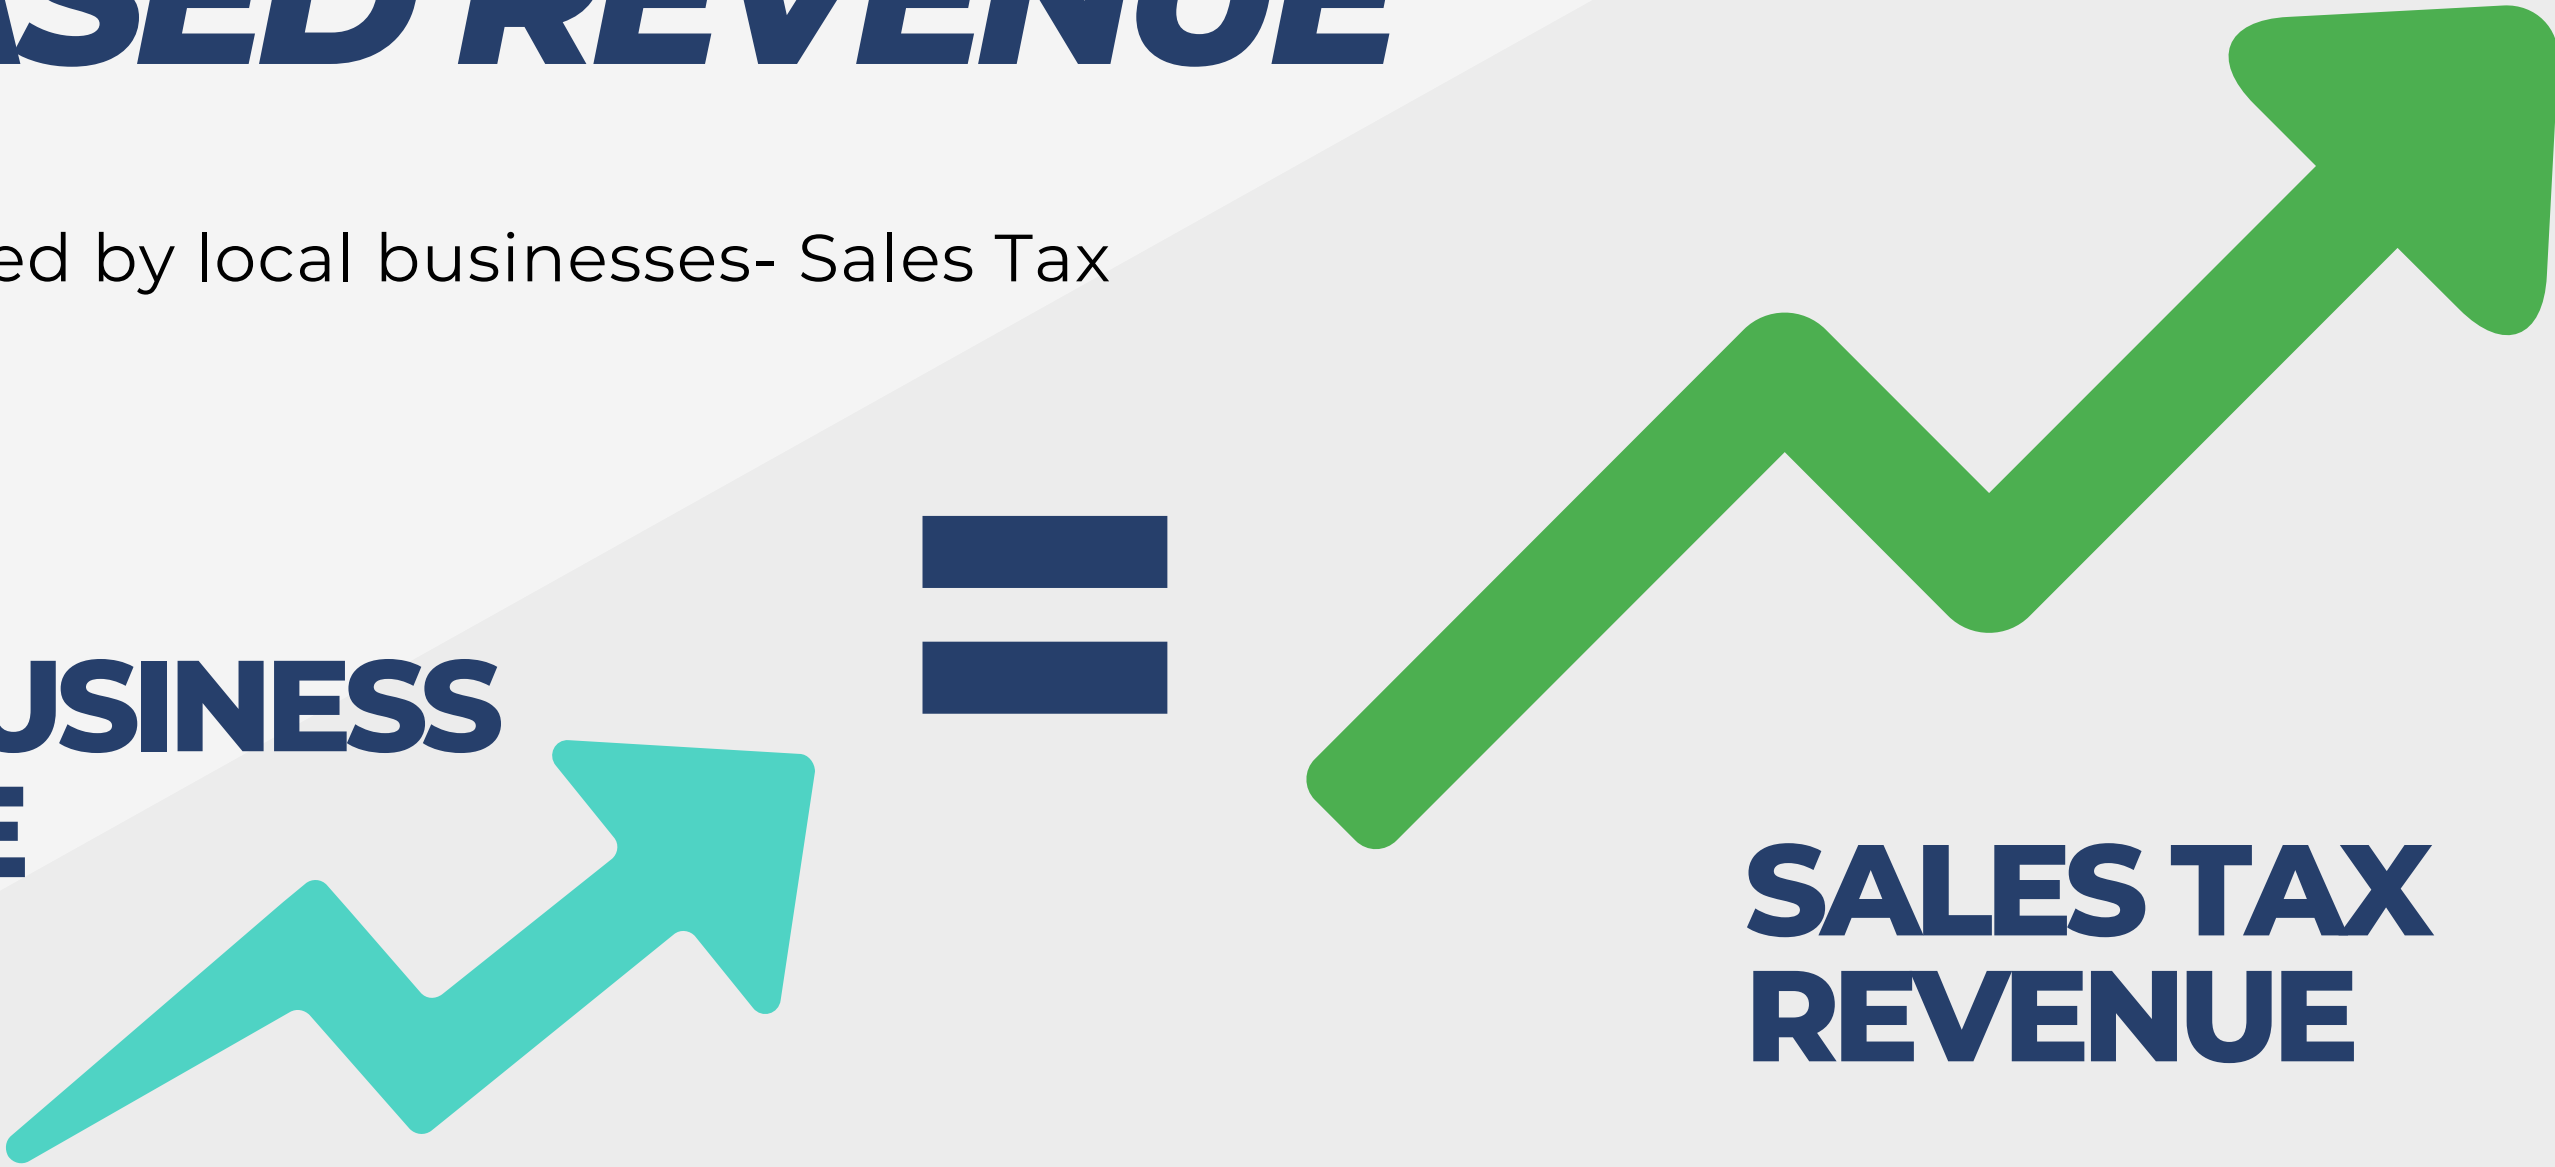 ASED REVENUE
ed by local businesses- Sales Tax
USINESS
E
SALES TAX
REVENUE